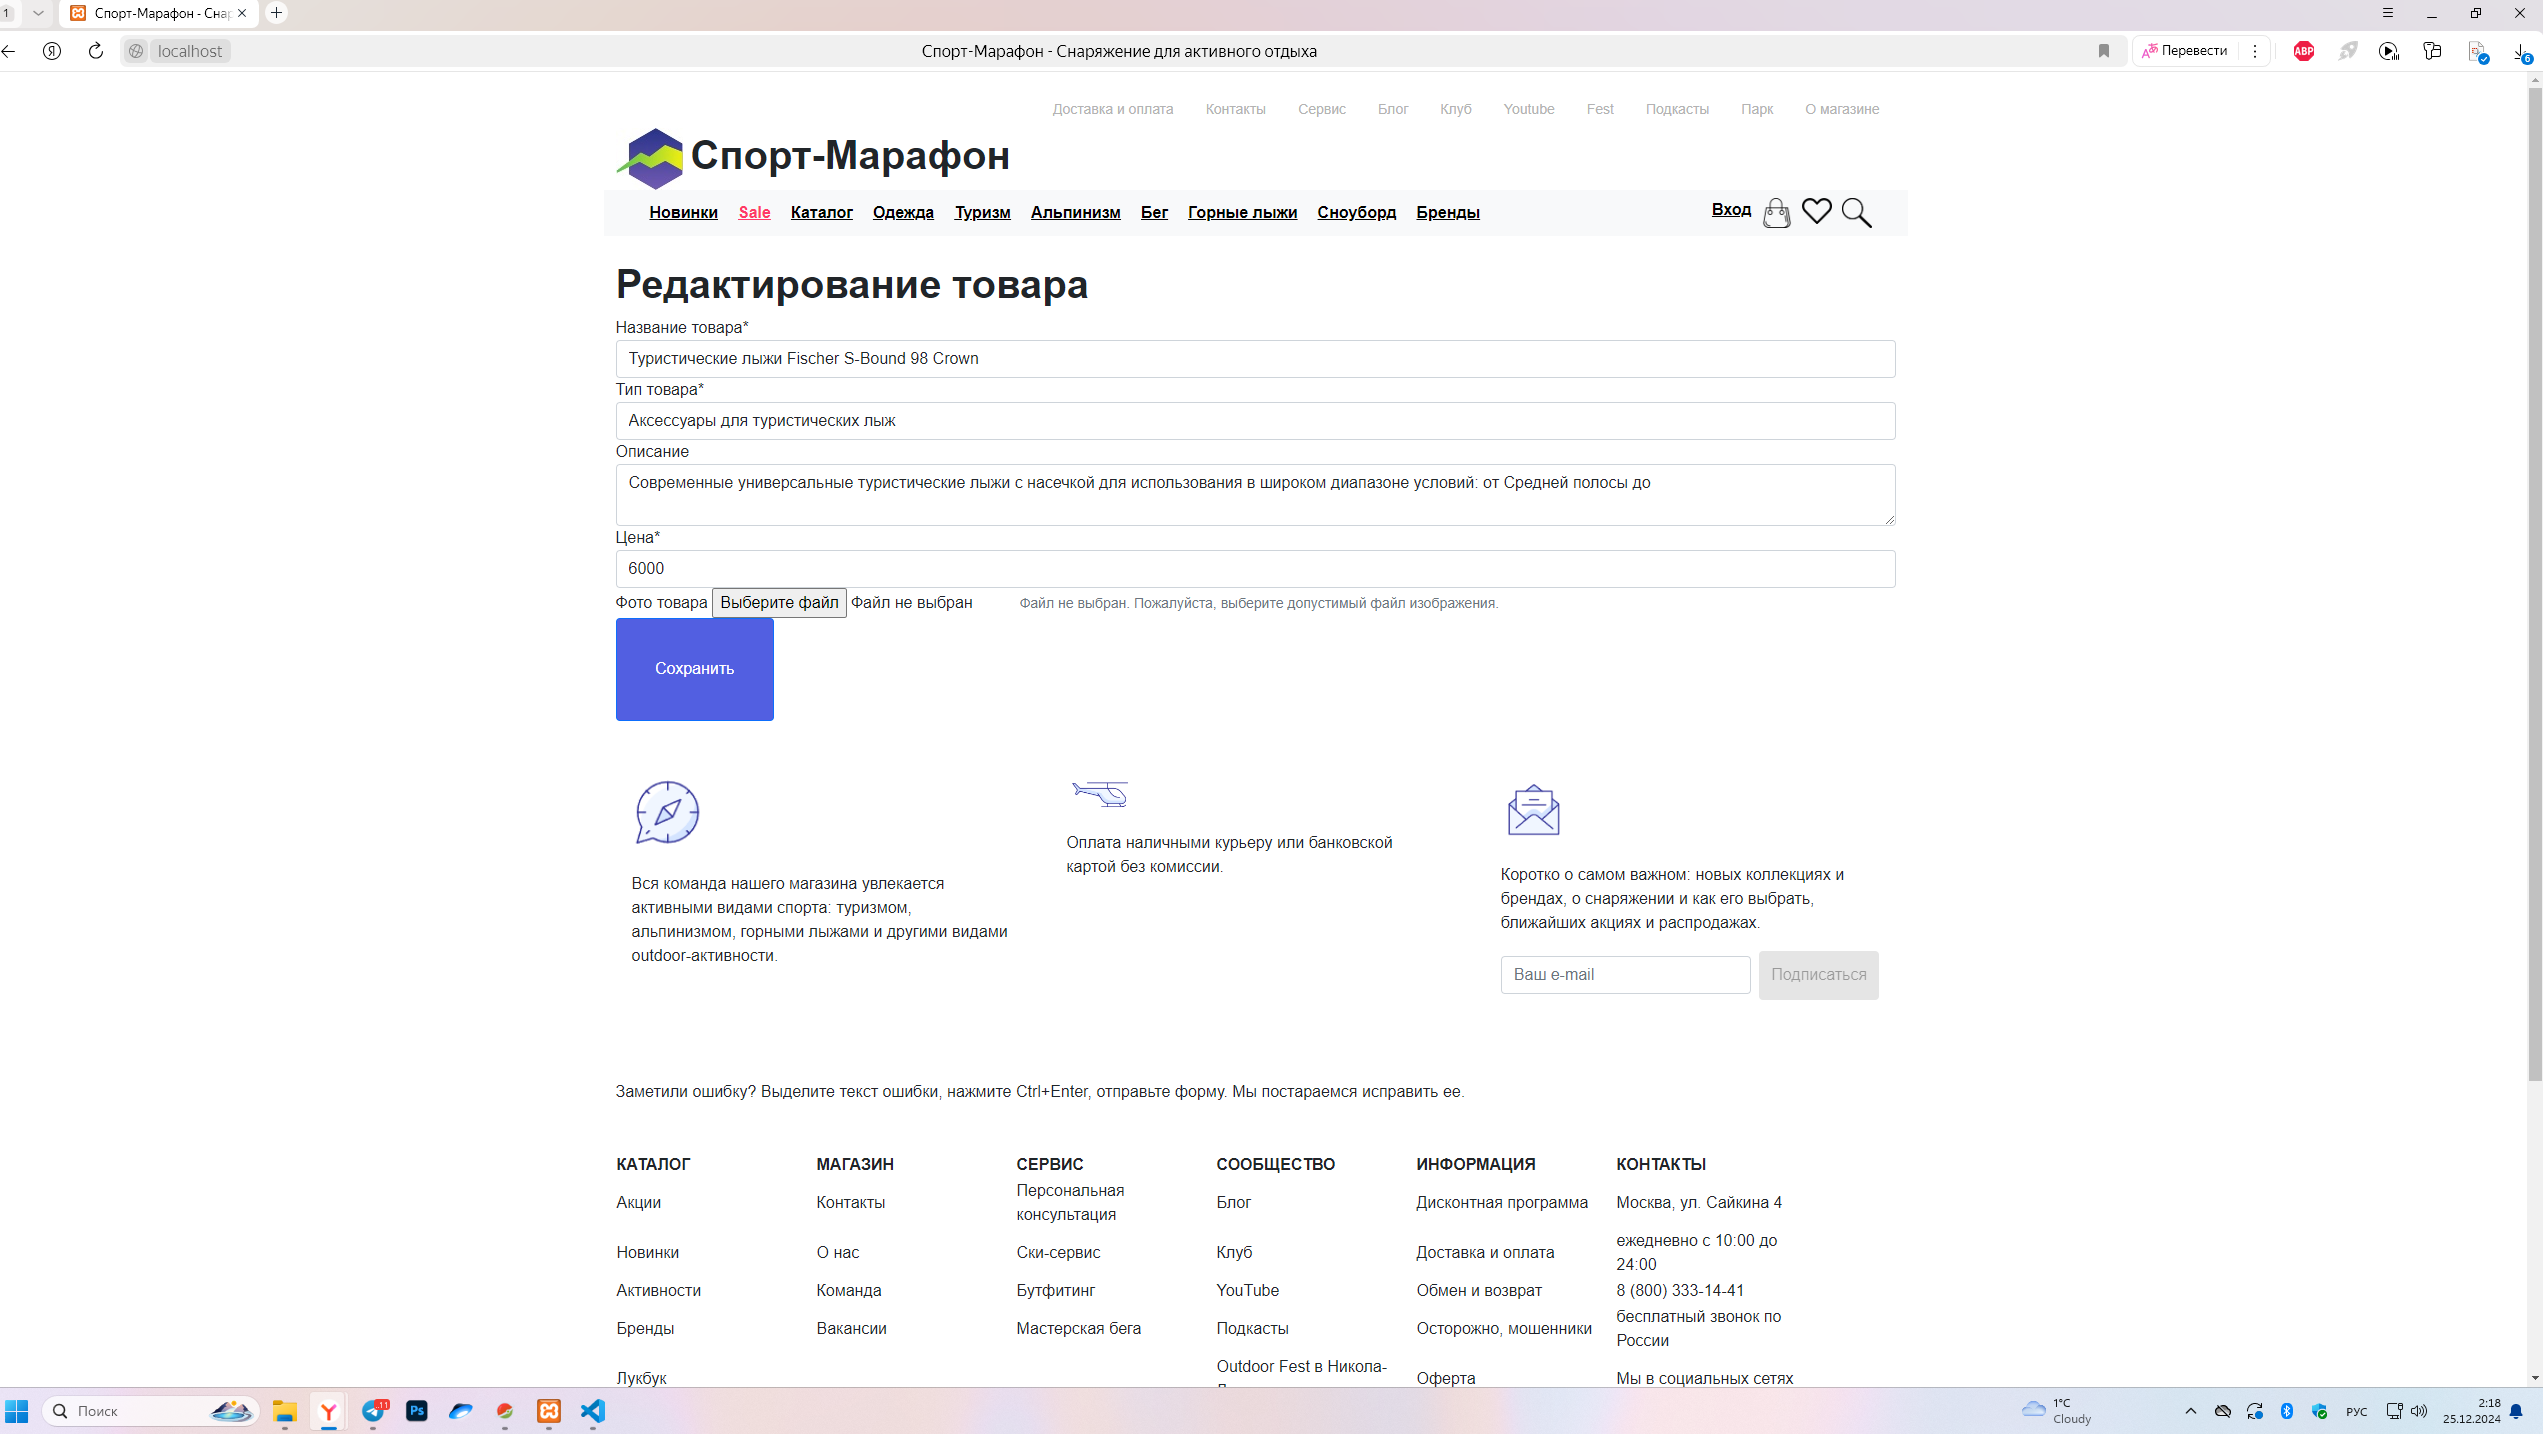 1
Спорт-Марафон - Снар
localhost
Спорт-Марафон - Снаряжение для активного отдыха
Перевести
ABP
6
Доставка и оплата Контакты Сервис Блог Клуб Youtube Fest Подкасты Парк О магазине
Спорт-Марафон
Новинки Sale Каталог Одежда Туризм Альпинизм Бег Горные лыжи Сноуборд Бренды Вход
Редактирование товара
Название товара*
Туристические лыжи Fischer S-Bound 98 Crown
Тип товара*
Аксессуары для туристических лыж
Описание
Современные универсальные туристические лыжи с насечкой для использования в широком диапазоне условий: от Средней полосы до
Цена*
6000
Фото товара Выберите файл Файл не выбран Файл не выбран. Пожалуйста, выберите допустимый файл изображения.
Сохранить
Вся команда нашего магазина увлекается
активными видами спорта: туризмом,
альпинизмом, горными лыжами и другими видами
outdoor-активности.
Оплата наличными курьеру или банковской
картой без комиссии.
Коротко о самом важном: новых коллекциях и
брендах, о снаряжении и как его выбрать,
ближайших акциях и распродажах.
Ваш e-mail Подписаться
Заметили ошибку? Выделите текст ошибки, нажмите Ctrl+Enter, отправьте форму. Мы постараемся исправить ее.
КАТАЛОГ МАГАЗИН СЕРВИС СООБЩЕСТВО ИНФОРМАЦИЯ КОНТАКТЫ
Акции Контакты Персональная
консультация Блог Дисконтная программа Москва, ул. Сайкина 4
Новинки О нас Ски-сервис Клуб Доставка и оплата ежедневно с 10:00 до
24:00
Активности Команда Бутфитинг YouTube Обмен и возврат 8 (800) 333-14-41
Бренды Вакансии Мастерская бега Подкасты Осторожно, мошенники бесплатный звонок по
России
Лукбук Outdoor Fest в Никола-
Оферта Мы в социальных сетях
Поиск
11
Ps
1°C
Cloudy
РУС
2:18
25.12.2024